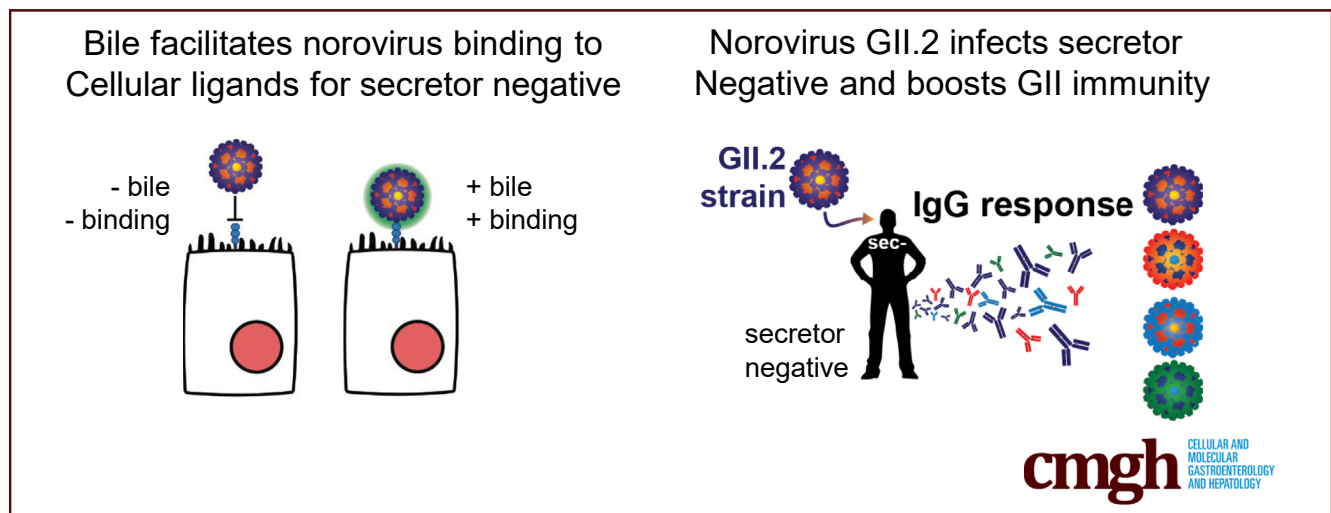 Bile facilitates norovirus binding to
Cellular ligands for secretor negative
- bile
- binding
+ bile
+ binding
Norovirus GII.2 infects secretor
Negative and boosts GII immunity
GII.2
strain
IgG response
sec-
secretor
negative
cmgh
CELLULAR AND
MOLECULAR
GASTROENTEROLOGY
AND HEPATOLOGY